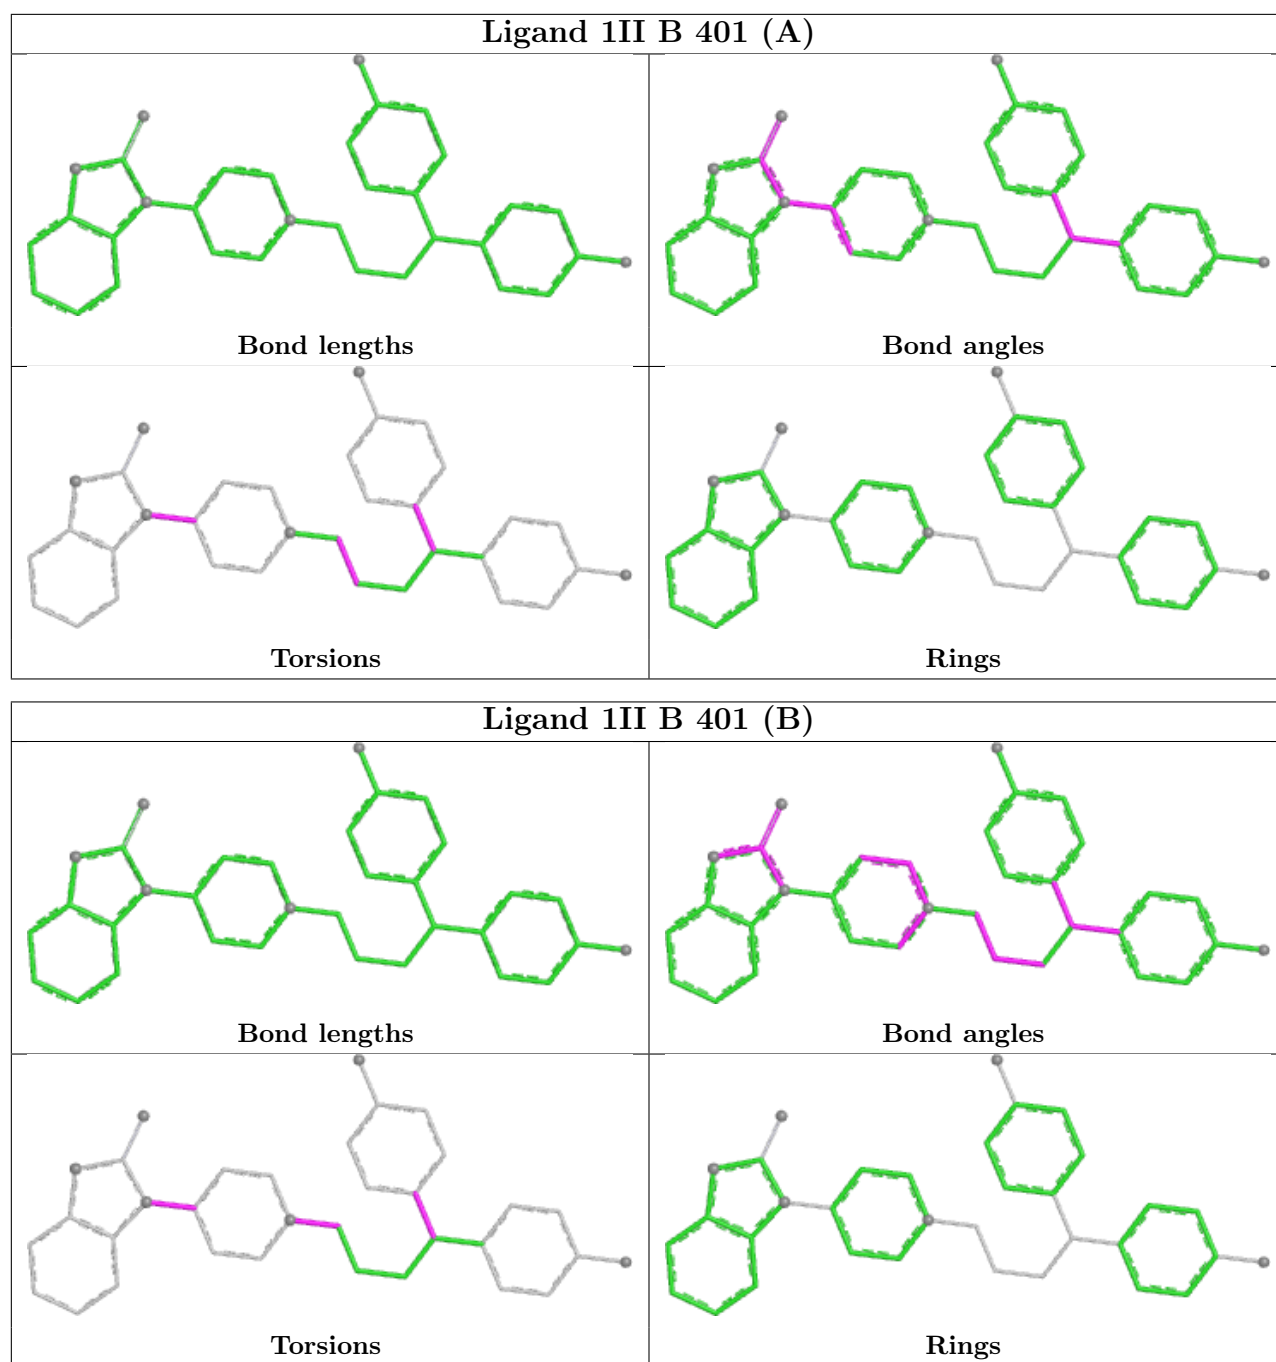 Ligand 1II B 401 (A)
Bond lengths
Bond angles
Torsions
Rings
Ligand 1II B 401 (B)
Bond lengths
Bond angles
Torsions
Rings